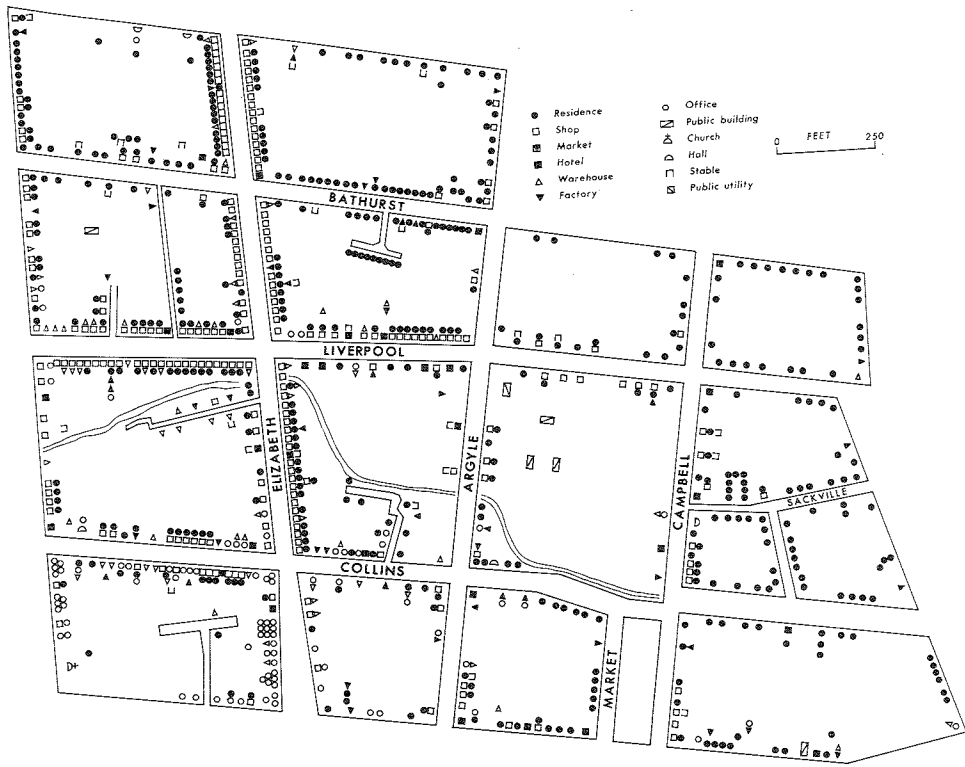 Residence
Shop
Market
Hotel
Warehouse
Factory
Office
Public building
Church
Hall
Stable
Public utility
0 FEET 250
BATHURST
LIVERPOOL
ELIZABETH
ARGYLE
CAMPBELL
SACKVILLE
COLLINS
MARKET